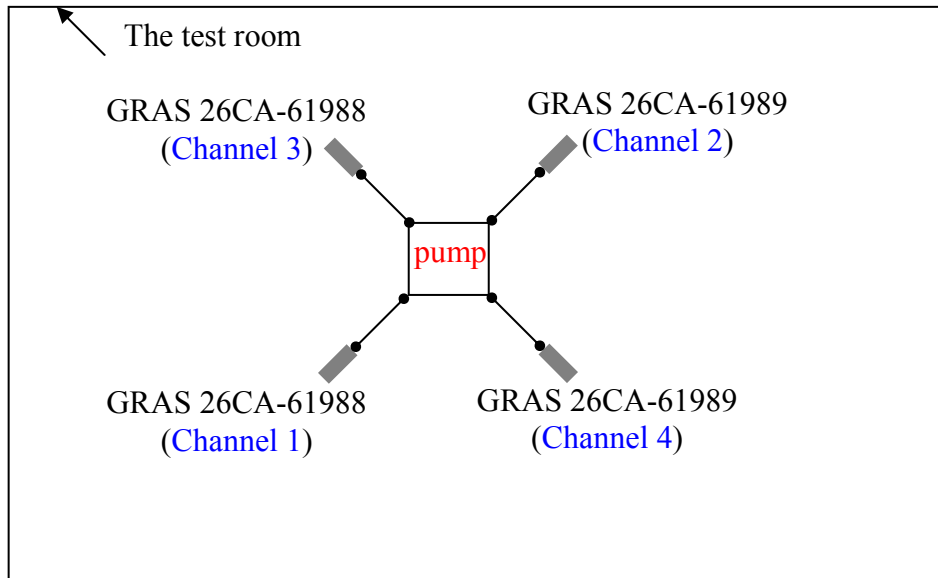 The test room
GRAS 26CA-61988
(Channel 3)
GRAS 26CA-61989
(Channel 2)
pump
GRAS 26CA-61988
(Channel 1)
GRAS 26CA-61989
(Channel 4)